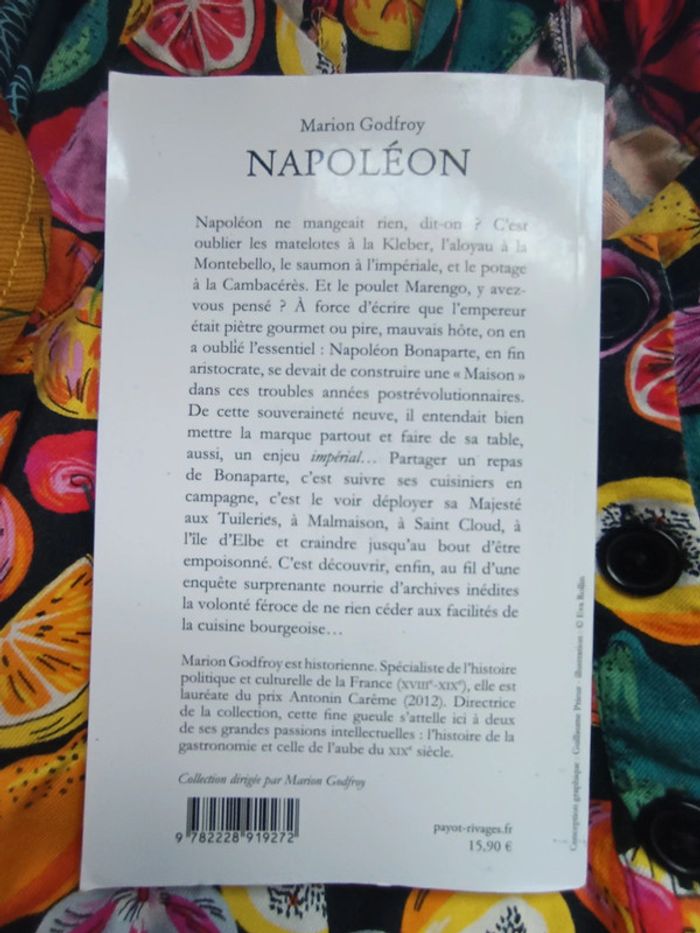 Marion Godfroy
NAPOLÉON
Napoléon ne mangeait rien, dit-on ? C'est
oublier les matelotes à la Kleber, l'aloyau à la
Montebello, le saumon à l'impériale, et le potage
à la Cambacérès. Et le poulet Marengo, y avez-
vous pensé ? À force d'écrire que l'empereur
était piètre gourmet ou pire, mauvais hôte, on en
a oublié l'essentiel : Napoléon Bonaparte, en fin
aristocrate, se devait de construire une « Maison »
dans ces troubles années postrévolutionnaires.
De cette souveraineté neuve, il entendait bien
mettre la marque partout et faire de sa table,
aussi, un enjeu impérial… Partager un repas
de Bonaparte, c'est suivre ses cuisiniers en
campagne, c'est le voir déployer sa Majesté
aux Tuileries, à Malmaison, à Saint Cloud, à
l'île d'Elbe et craindre jusqu'au bout d'être
empoisonné. C'est découvrir, enfin, au fil d'une
enquête surprenante nourrie d'archives inédites
la volonté féroce de ne rien céder aux facilités de
la cuisine bourgeoise…
Marion Godfroy est historienne. Spécialiste de l'histoire
politique et culturelle de la France (XVIIIe-XIXe), elle est
lauréate du prix Antonin Carême (2012). Directrice
de la collection, cette fine gueule s'attelle ici à deux
de ses grandes passions intellectuelles : l'histoire de la
gastronomie et celle de l'aube du XIXe siècle.
Collection dirigée par Marion Godfroy
9 782228 919272
payot-rivages.fr
15,90 €
Conception graphique : Guillaume Prieur - illustration : © Eva Rollin